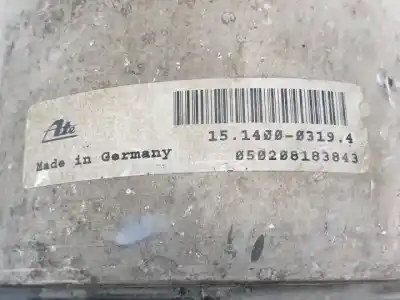 Ate
15.1400-0319.4
Made in Germany
050208183843